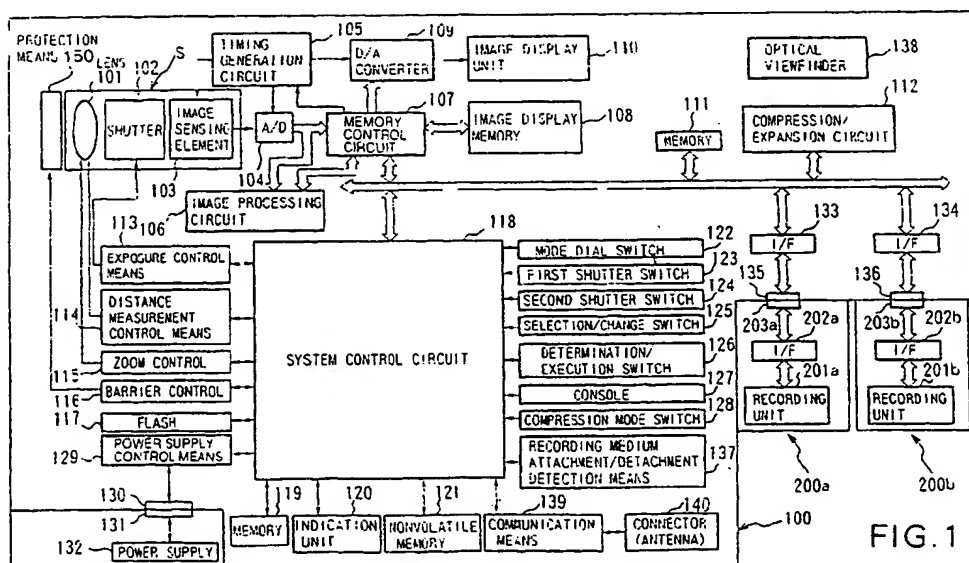 PROTECTION
MEANS 150
LENS
101
102
S
105
TIMING
GENERATION
CIRCUIT
109
D/A
CONVERTER
IMAGE DISPLAY
UNIT
110
OPTICAL
VIEWFINDER
138
SHUTTER
IMAGE
SENSING
ELEMENT
103
A/D
104
107
MEMORY
CONTROL
CIRCUIT
IMAGE DISPLAY
MEMORY
108
111
MEMORY
112
COMPRESSION/
EXPANSION CIRCUIT
106
IMAGE PROCESSING
CIRCUIT
113
EXPOSURE CONTROL
MEANS
114
DISTANCE
MEASUREMENT
CONTROL MEANS
115
ZOOM CONTROL
116
BARRIER CONTROL
117
FLASH
129
POWER SUPPLY
CONTROL MEANS
130
131
132
POWER SUPPLY
118
SYSTEM CONTROL CIRCUIT
MODE DIAL SWITCH
122
FIRST SHUTTER SWITCH
123
SECOND SHUTTER SWITCH
124
SELECTION/CHANGE SWITCH
125
DETERMINATION/
EXECUTION SWITCH
126
CONSOLE
127
COMPRESSION MODE SWITCH
128
RECORDING MEDIUM
ATTACHMENT/DETACHMENT
DETECTION MEANS
137
133
I/F
134
I/F
135
203a
202a
I/F
201a
RECORDING
UNIT
200a
136
203b
202b
I/F
201b
RECORDING
UNIT
200b
119
MEMORY
120
INDICATION
UNIT
121
NONVOLATILE
MEMORY
139
COMMUNICATION
MEANS
140
CONNECTOR
(ANTENNA)
100
FIG. 1